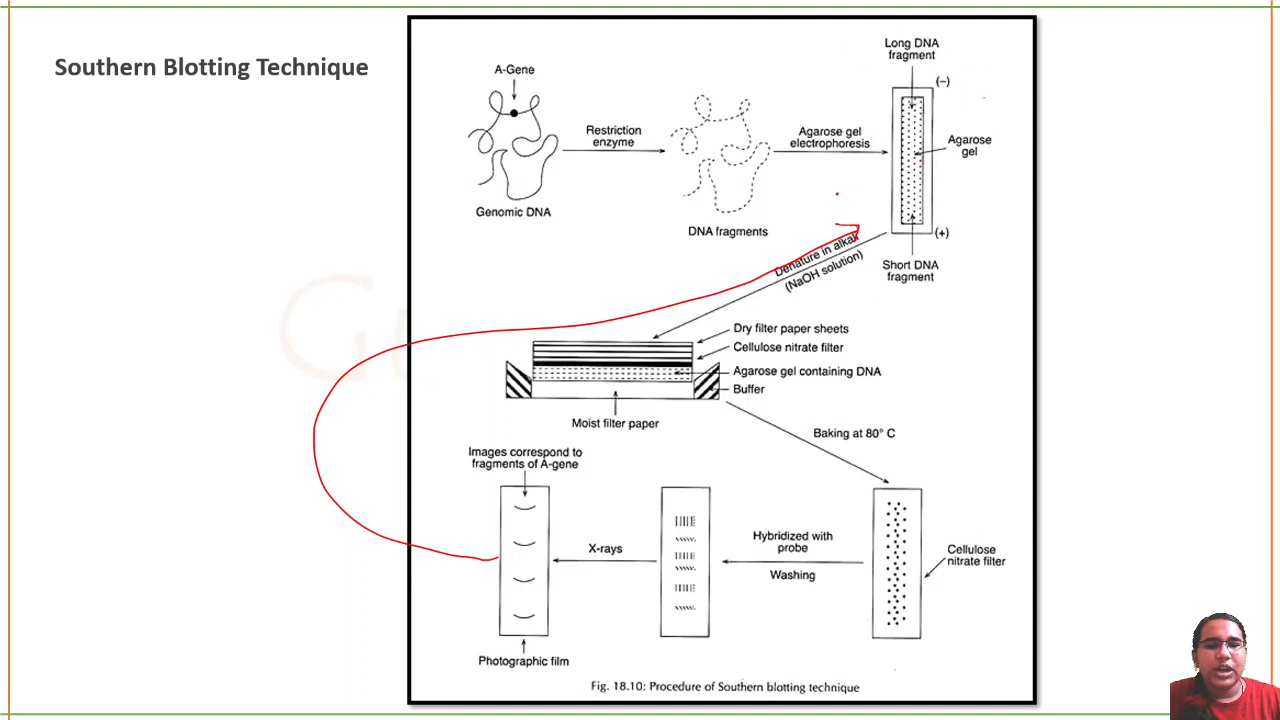 Southern Blotting Technique
A-Gene
Genomic DNA
Restriction
enzyme
DNA fragments
Agarose gel
electrophoresis
Long DNA
fragment
(–)
Agarose
gel
(+)
Short DNA
fragment
Denature in alkali
(NaOH solution)
Dry filter paper sheets
Cellulose nitrate filter
Agarose gel containing DNA
Buffer
Moist filter paper
Baking at 80° C
Cellulose
nitrate filter
Hybridized with
probe
Washing
X-rays
Images correspond to
fragments of A-gene
Photographic film
Fig. 18.10: Procedure of Southern blotting technique